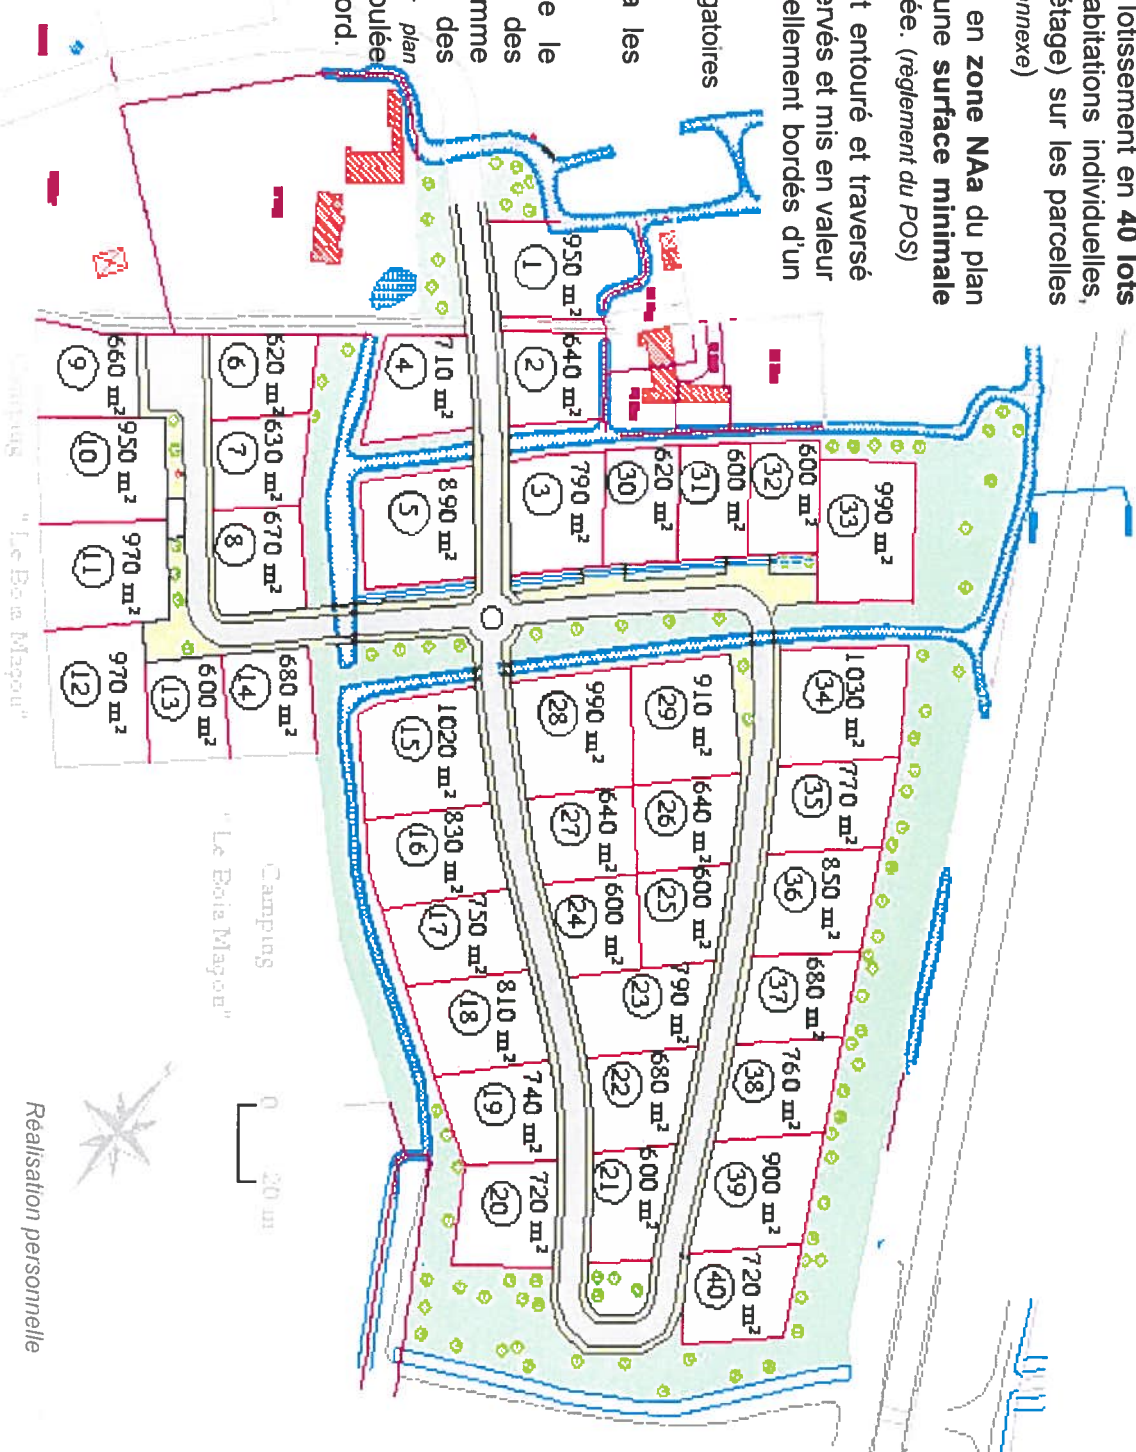 lotissement en 40 lots
abitations individuelles,
étage) sur les parcelles
nnexe)
en zone NAa du plan
une surface minimale
ée. (règlement du POS)
t entouré et traversé
ervés et mis en valeur
ellement bordés d'un
gatoires
a les
e le
des
mme
des
plan
oulée
ord.
950 m²
1
640 m²
2
790 m²
3
710 m²
4
890 m²
5
620 m²
6
630 m²
7
670 m²
8
660 m²
9
950 m²
10
970 m²
11
970 m²
12
600 m²
13
680 m²
14
1020 m²
15
830 m²
16
750 m²
17
810 m²
18
740 m²
19
720 m²
20
600 m²
21
680 m²
22
790 m²
23
600 m²
24
600 m²
25
640 m²
26
640 m²
27
990 m²
28
910 m²
29
620 m²
30
600 m²
31
600 m²
32
990 m²
33
1030 m²
34
770 m²
35
850 m²
36
680 m²
37
760 m²
38
900 m²
39
720 m²
40
Camping
"Le Bois Maçon"
Camping
"Le Bois Maçon"
0 20 m
Réalisation personnelle